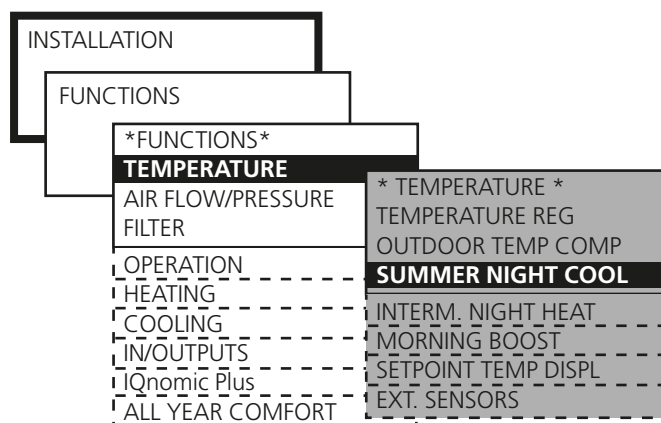 INSTALLATION
FUNCTIONS
*FUNCTIONS*
TEMPERATURE
AIR FLOW/PRESSURE
FILTER
OPERATION
HEATING
COOLING
IN/OUTPUTS
IQnomic Plus
ALL YEAR COMFORT
* TEMPERATURE *
TEMPERATURE REG
OUTDOOR TEMP COMP
SUMMER NIGHT COOL
INTERM. NIGHT HEAT
MORNING BOOST
SETPOINT TEMP DISPL
EXT. SENSORS